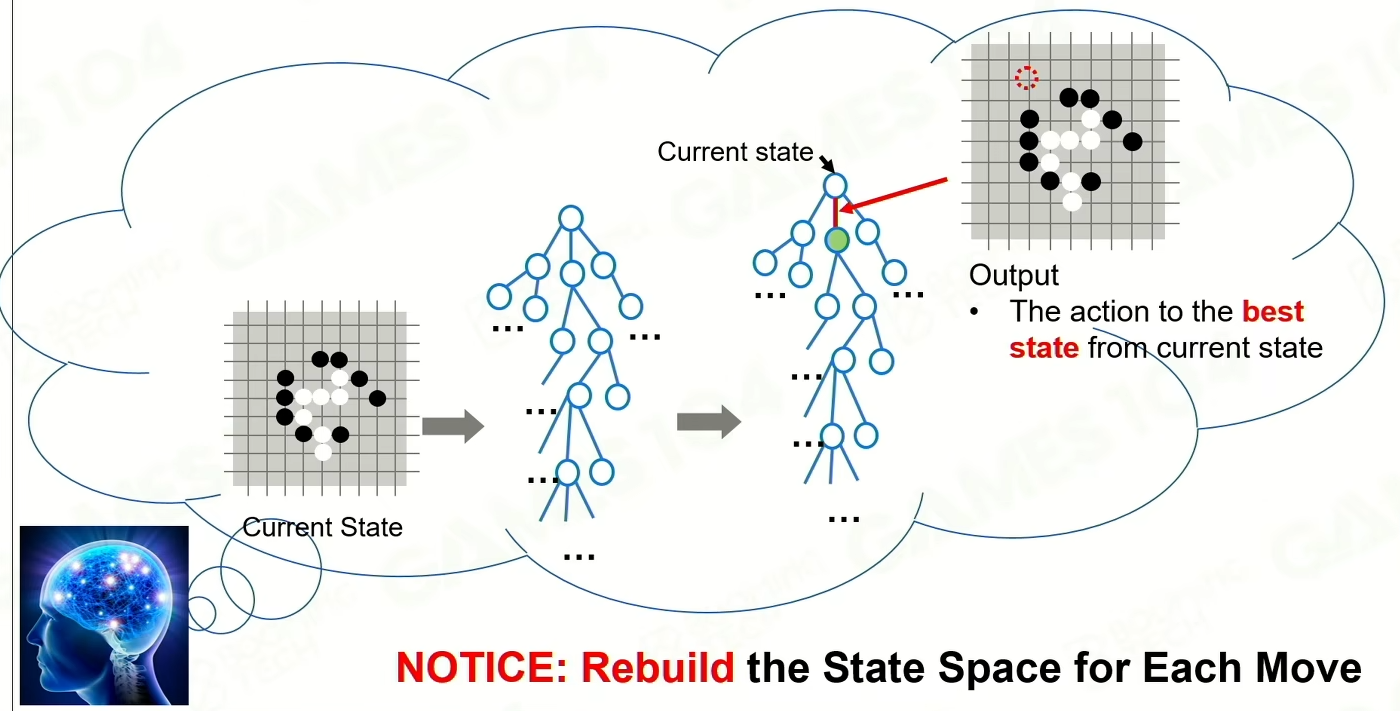 Current state
Output
• The action to the best
state from current state
Current State
...
...
...
...
...
...
...
...
...
...
NOTICE: Rebuild the State Space for Each Move
GAMES 104